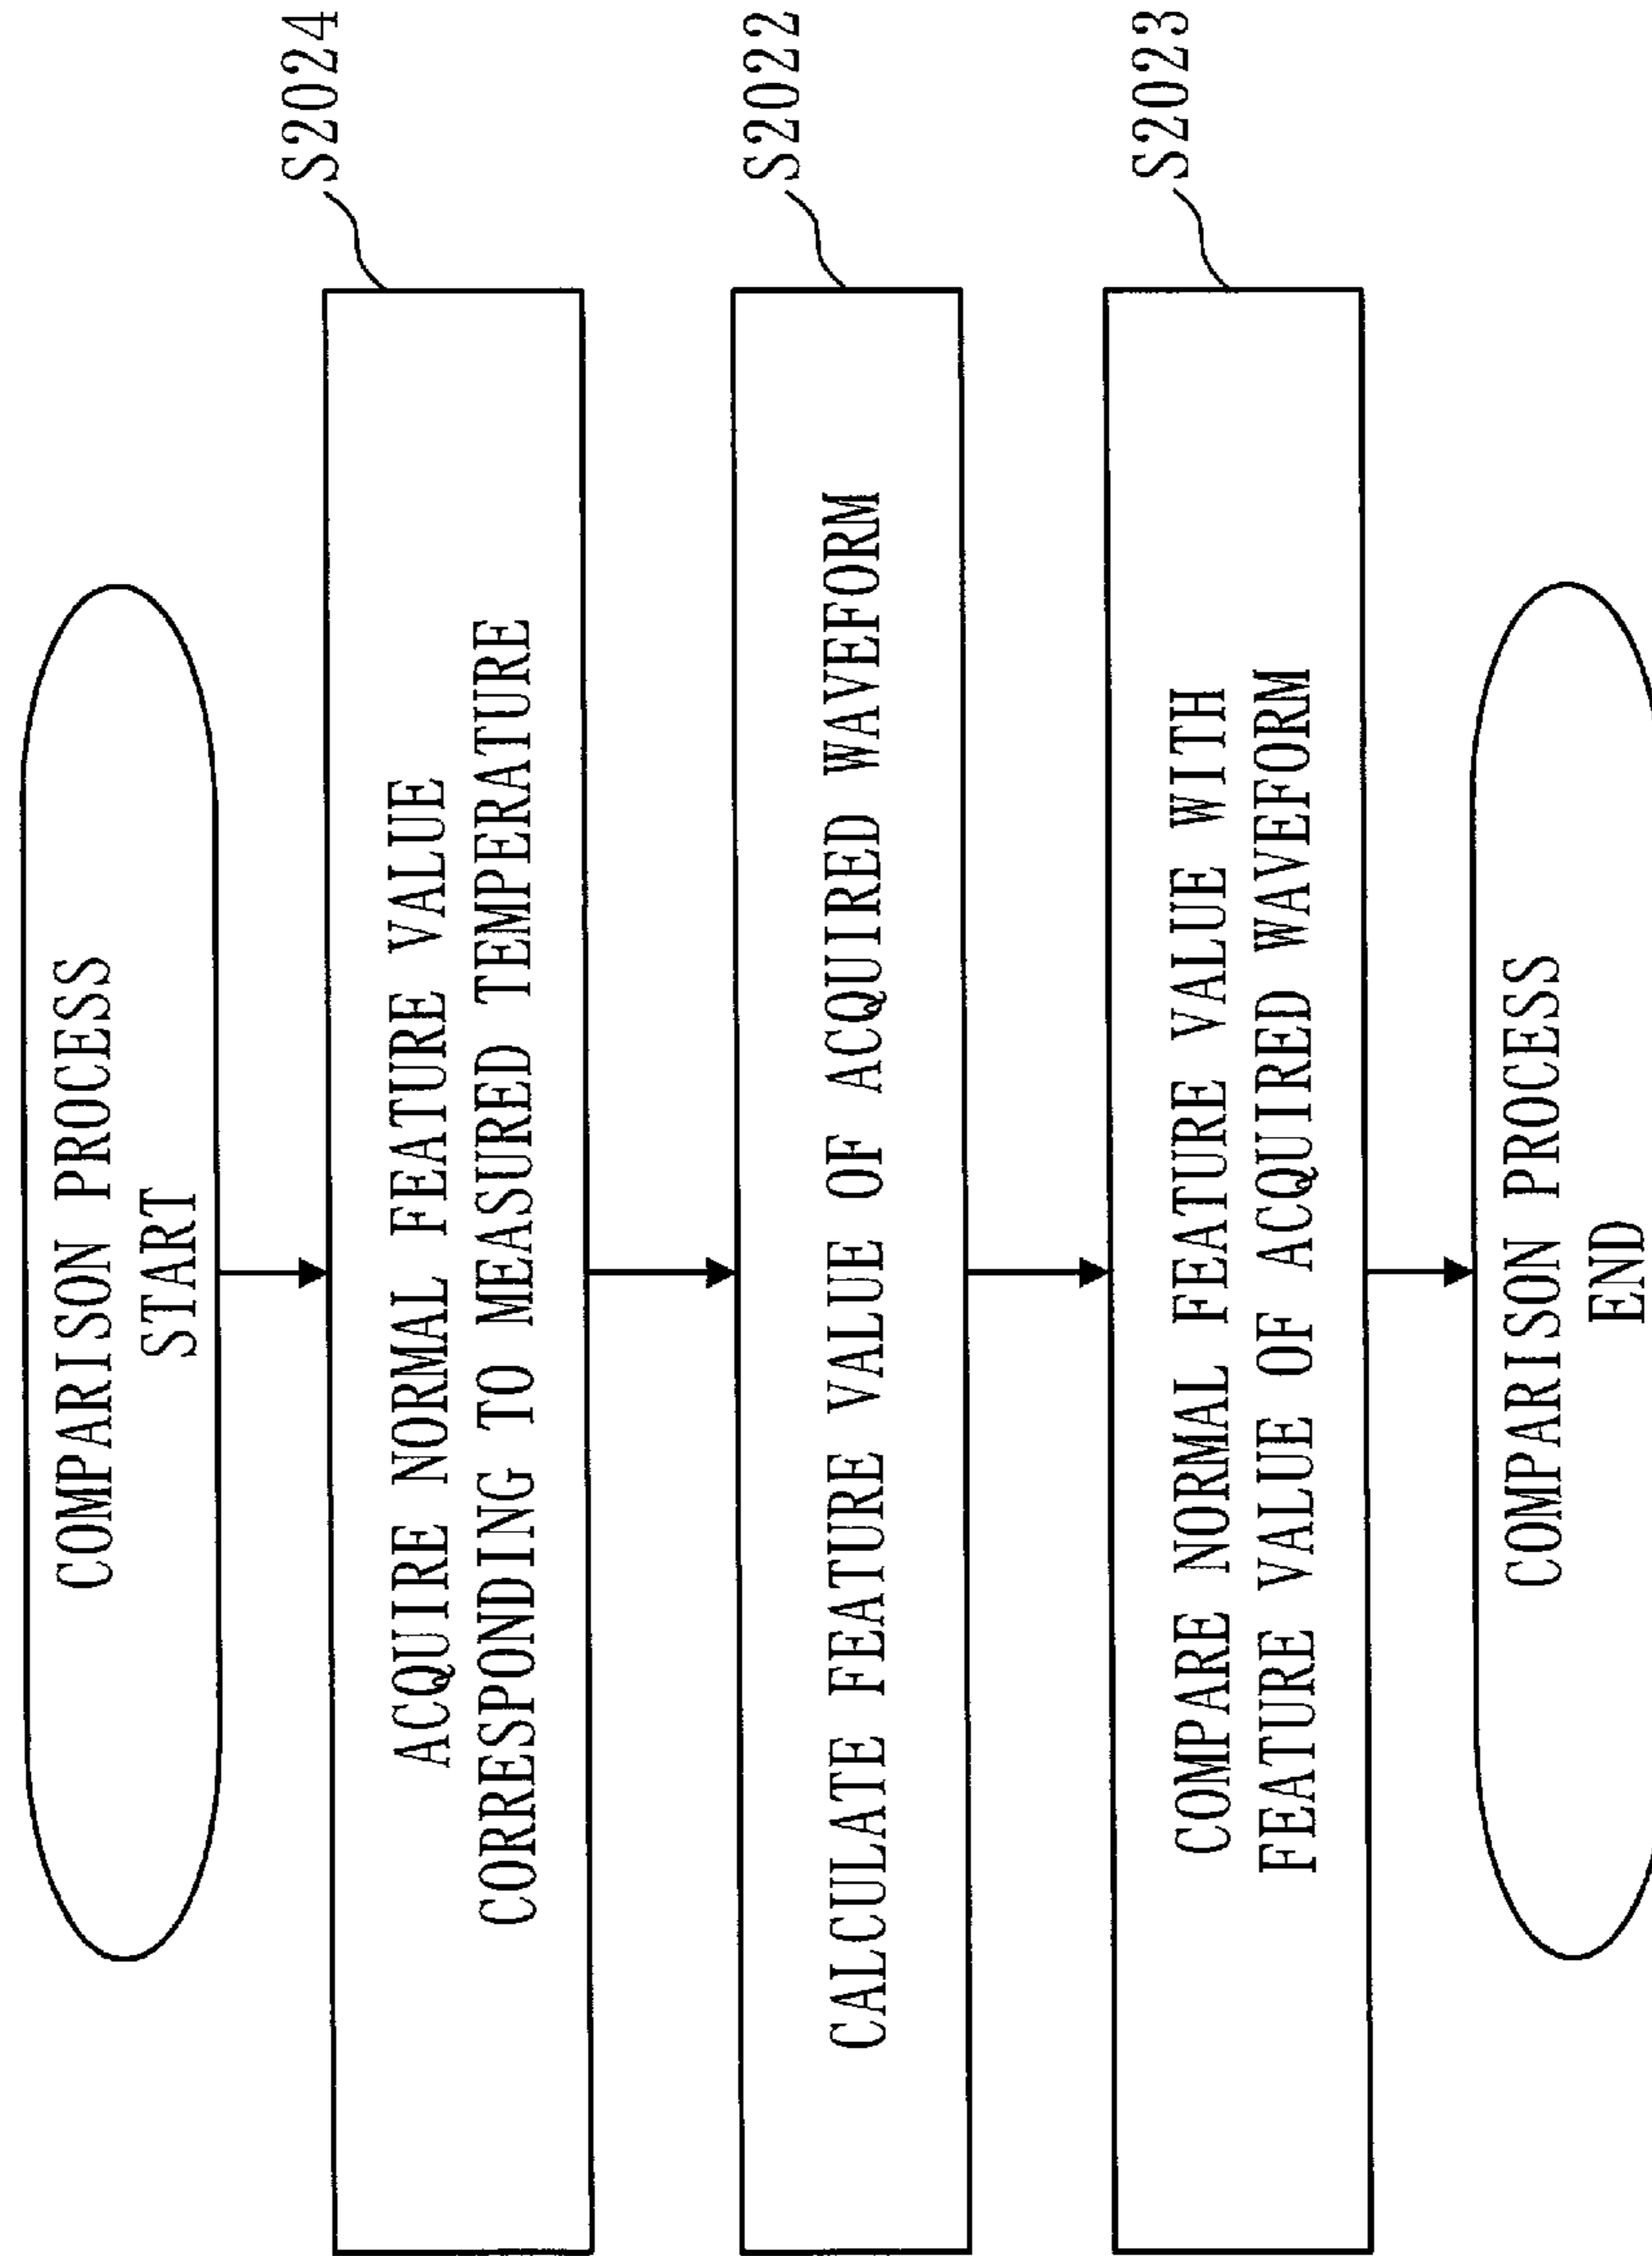 COMPARISON PROCESS
START
S2024
ACQUIRE NORMAL FEATURE VALUE
CORRESPONDING TO MEASURED TEMPERATURE
S2022
CALCULATE FEATURE VALUE OF ACQUIRED WAVEFORM
S2023
COMPARE NORMAL FEATURE VALUE WITH
FEATURE VALUE OF ACQUIRED WAVEFORM
COMPARISON PROCESS
END